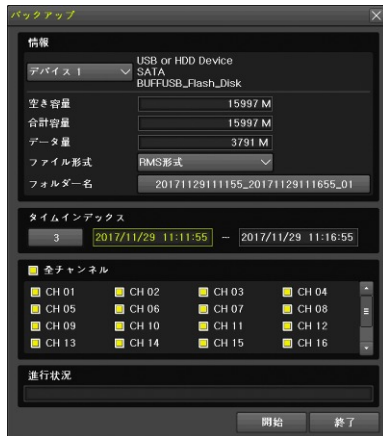 バックアップ
情報
デバイス 1
USB or HDD Device
SATA
BUFFUSB_Flash_Disk
空き容量 15997 M
合計容量 15997 M
データ量 3791 M
ファイル形式 RMS形式
フォルダー名 20171129111155_20171129111655_01
タイムインデックス
3 2017/11/29 11:11:55 — 2017/11/29 11:16:55
全チャンネル
CH 01 CH 02 CH 03 CH 04
CH 05 CH 06 CH 07 CH 08
CH 09 CH 10 CH 11 CH 12
CH 13 CH 14 CH 15 CH 16
進行状況
開始 終了